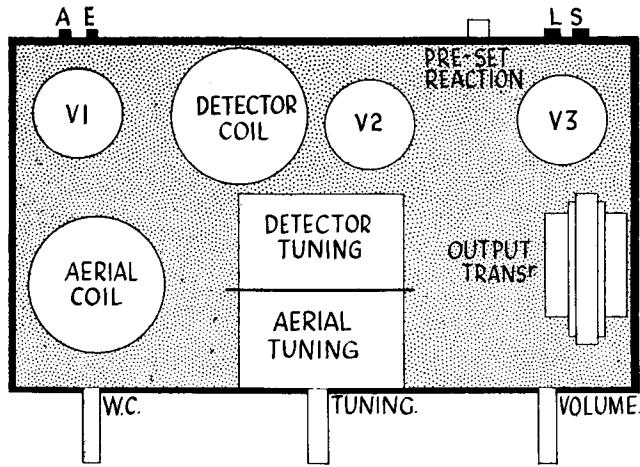 A E
L S
PRE-SET
REACTION
V1
DETECTOR
COIL
V2
V3
DETECTOR
TUNING
OUTPUT
TRANSr
AERIAL
COIL
AERIAL
TUNING
W.C.
TUNING.
VOLUME.